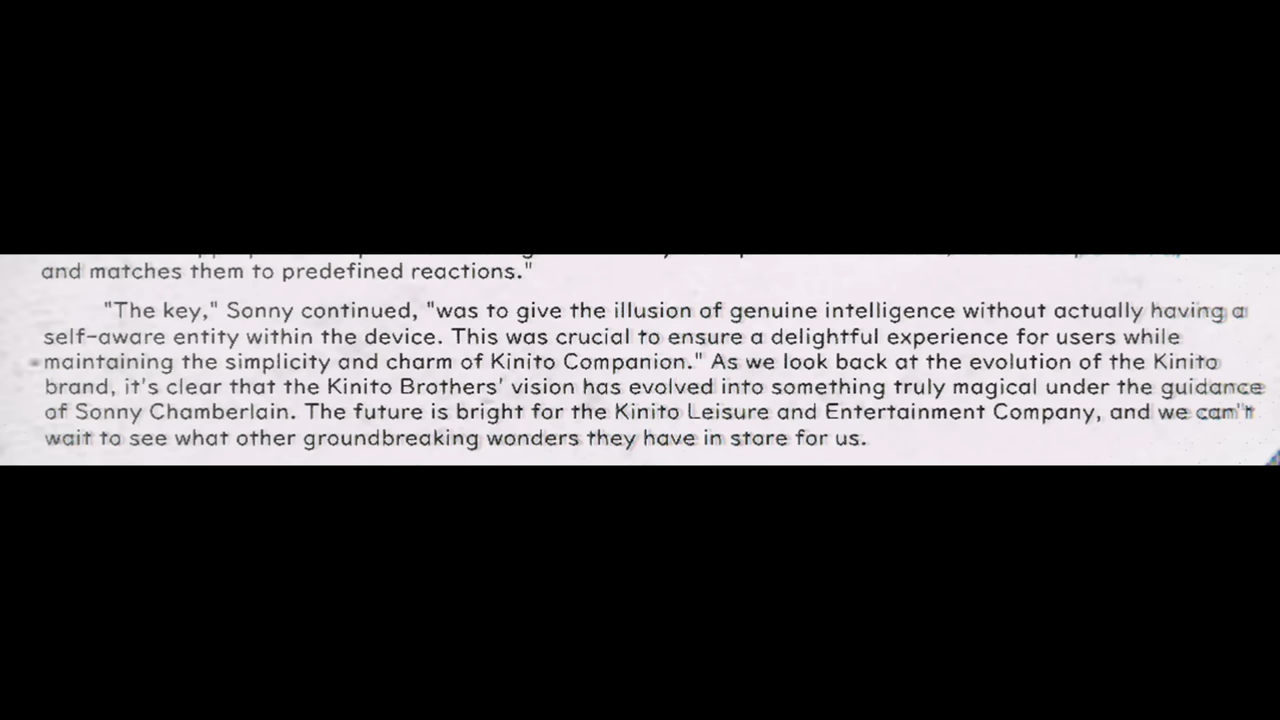 and matches them to predefined reactions."
"The key," Sonny continued, "was to give the illusion of genuine intelligence without actually having a
self-aware entity within the device. This was crucial to ensure a delightful experience for users while
maintaining the simplicity and charm of Kinito Companion." As we look back at the evolution of the Kinito
brand, it's clear that the Kinito Brothers' vision has evolved into something truly magical under the guidance
of Sonny Chamberlain. The future is bright for the Kinito Leisure and Entertainment Company, and we can't
wait to see what other groundbreaking wonders they have in store for us.